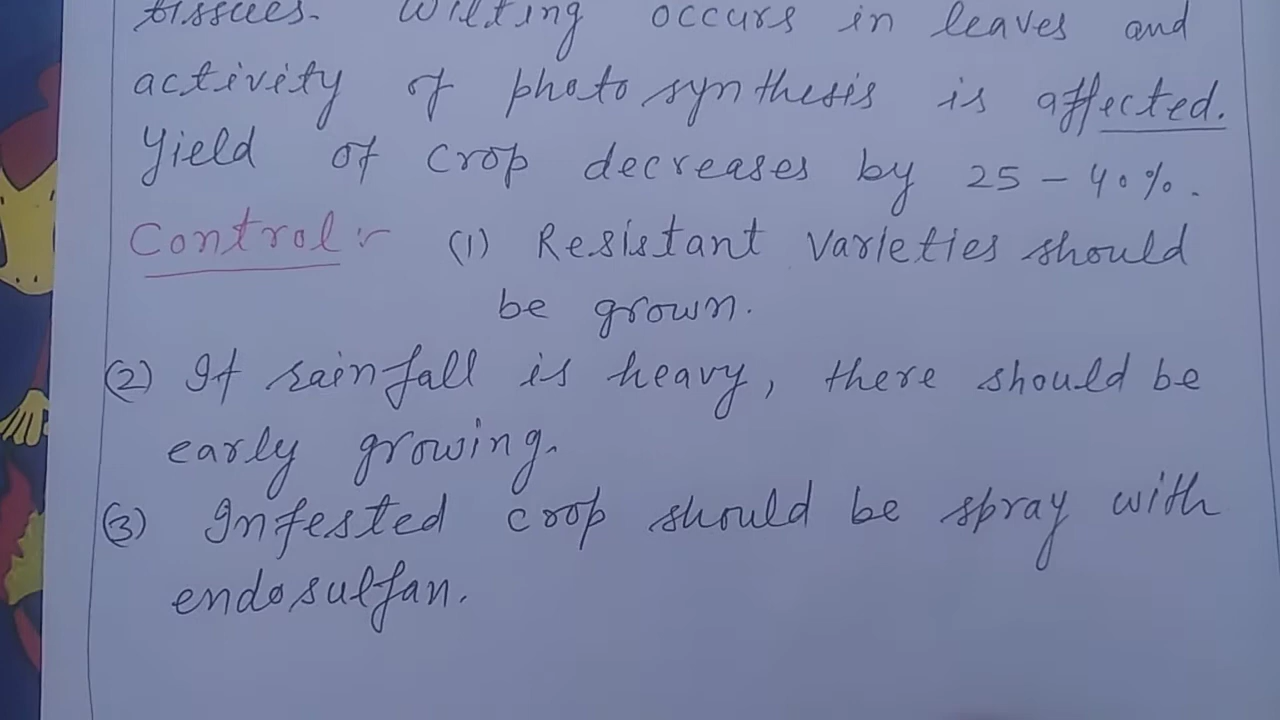 tissues. Wilting occurs in leaves and
activity of photosynthesis is affected.
Yield of crop decreases by 25 - 40%.
Control :- (1) Resistant varieties should
be grown.
(2) If rainfall is heavy, there should be
early growing.
(3) Infested crop should be spray with
endosulfan.